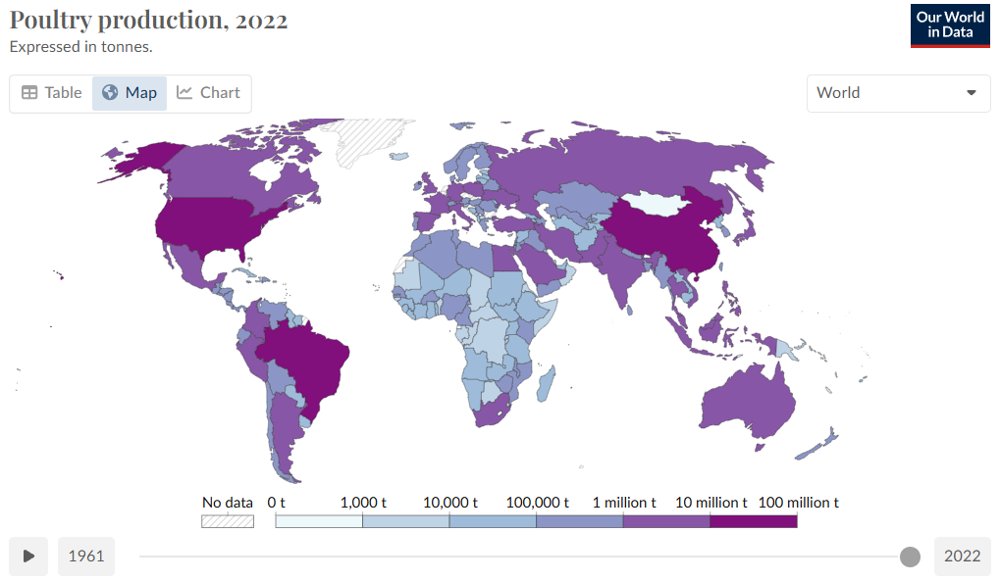 Poultry production, 2022
Expressed in tonnes.
Our World
in Data
Table
Map
Chart
World
No data
0 t
1,000 t
10,000 t
100,000 t
1 million t
10 million t
100 million t
1961
2022